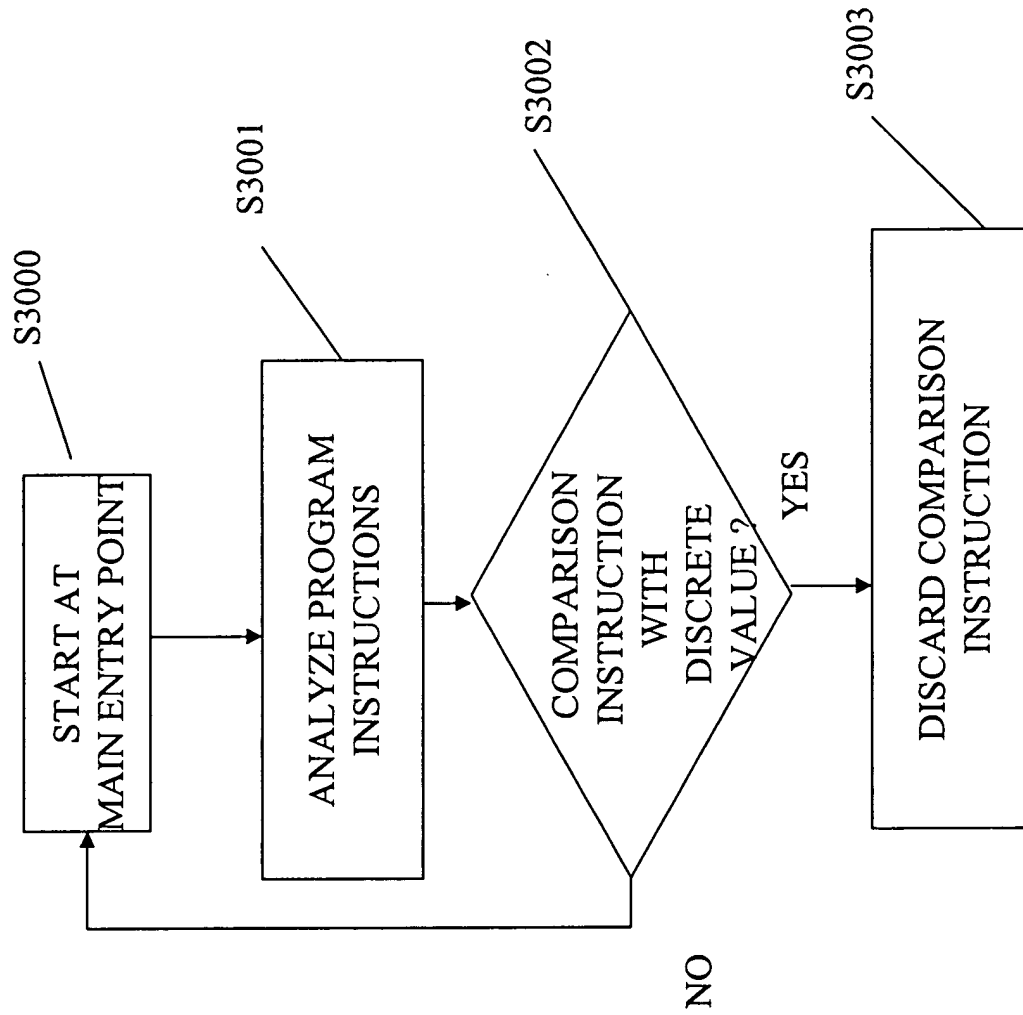 S3000
START AT
MAIN ENTRY POINT
S3001
ANALYZE PROGRAM
INSTRUCTIONS
S3002
COMPARISON
INSTRUCTION
WITH
DISCRETE
VALUE ?
NO
YES
S3003
DISCARD COMPARISON
INSTRUCTION